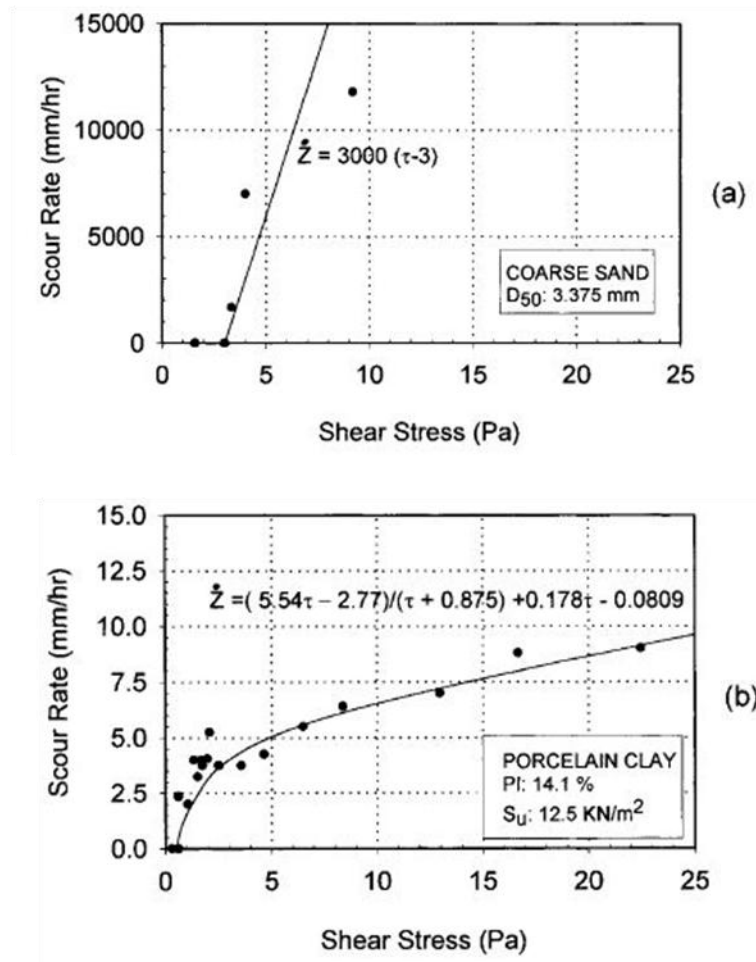 15000
10000
5000
0
0 5 10 15 20 25
Scour Rate (mm/hr)
Shear Stress (Pa)
Ż = 3000 (τ-3)
COARSE SAND
D50: 3.375 mm
(a)
15.0
12.5
10.0
7.5
5.0
2.5
0.0
0 5 10 15 20 25
Scour Rate (mm/hr)
Shear Stress (Pa)
Ż =( 5.54τ – 2.77)/(τ + 0.875) +0.178τ - 0.0809
PORCELAIN CLAY
PI: 14.1 %
Su: 12.5 KN/m²
(b)